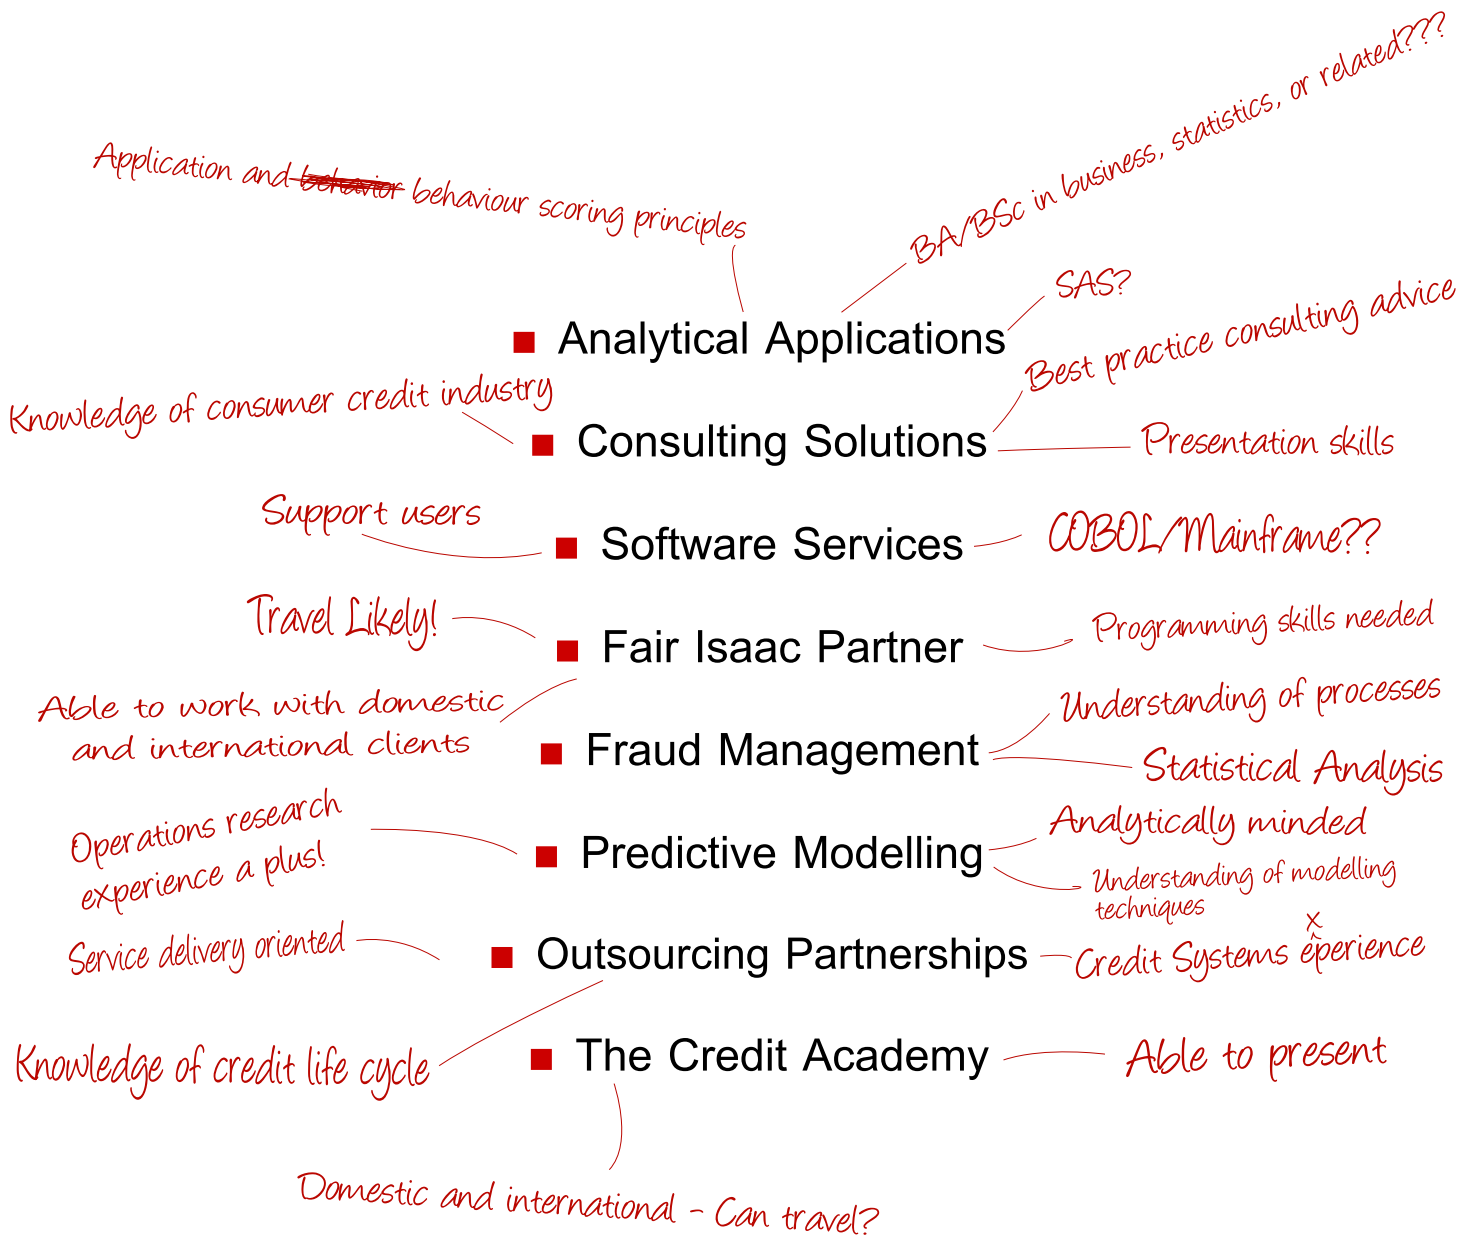 BA/BSc in business, statistics, or related???
Application and behavior behaviour scoring principles
SAS?
Analytical Applications
Best practice consulting advice
Knowledge of consumer credit industry
Consulting Solutions
Presentation skills
Support users
Software Services
COBOL/Mainframe??
Travel Likely!
Fair Isaac Partner
Programming skills needed
Able to work with domestic
and international clients
Understanding of processes
Fraud Management
Statistical Analysis
Operations research
experience a plus!
Analytically minded
Predictive Modelling
Understanding of modelling
techniques
Service delivery oriented
Outsourcing Partnerships
x
Credit Systems eperience
Knowledge of credit life cycle
The Credit Academy
Able to present
Domestic and international - Can travel?